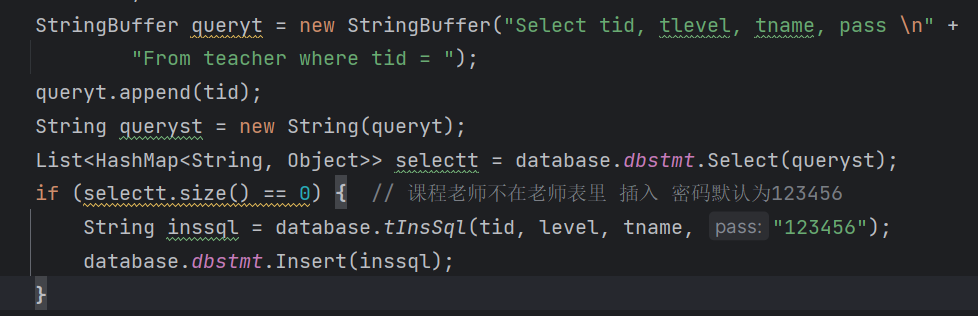 StringBuffer queryt = new StringBuffer("Select tid, tlevel, tname, pass \n" +
"From teacher where tid = ");
queryt.append(tid);
String queryst = new String(queryt);
List<HashMap<String, Object>> selectt = database.dbstmt.Select(queryst);
if (selectt.size() == 0) { // 课程老师不在老师表里 插入 密码默认为123456
String inssql = database.tInsSql(tid, level, tname, pass: "123456");
database.dbstmt.Insert(inssql);
}